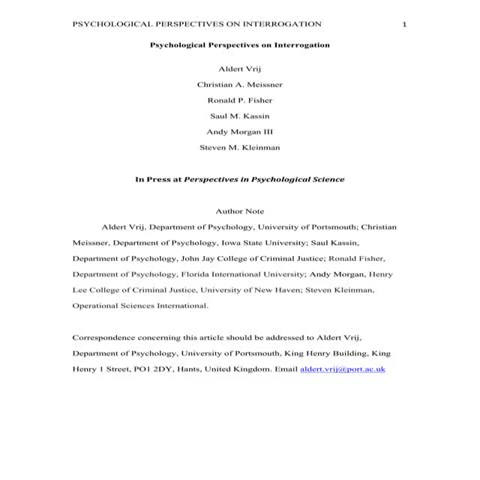 PSYCHOLOGICAL PERSPECTIVES ON INTERROGATION 1
Psychological Perspectives on Interrogation
Aldert Vrij
Christian A. Meissner
Ronald P. Fisher
Saul M. Kassin
Andy Morgan III
Steven M. Kleinman
In Press at Perspectives in Psychological Science
Author Note
Aldert Vrij, Department of Psychology, University of Portsmouth; Christian
Meissner, Department of Psychology, Iowa State University; Saul Kassin,
Department of Psychology, John Jay College of Criminal Justice; Ronald Fisher,
Department of Psychology, Florida International University; Andy Morgan, Henry
Lee College of Criminal Justice, University of New Haven; Steven Kleinman,
Operational Sciences International.
Correspondence concerning this article should be addressed to Aldert Vrij,
Department of Psychology, University of Portsmouth, King Henry Building, King
Henry 1 Street, PO1 2DY, Hants, United Kingdom. Email aldert.vrij@port.ac.uk